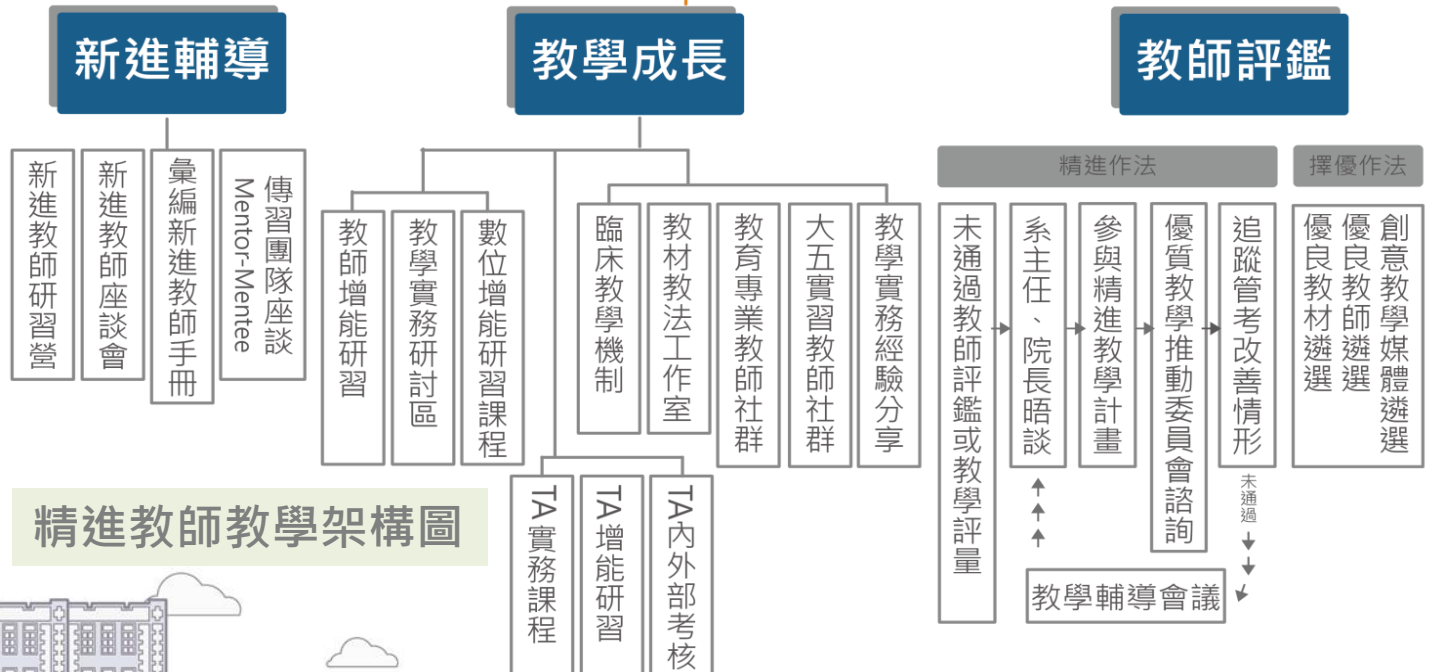 新進輔導
新進教師研習營
新進教師座談會
彙編新進教師手冊
傳習團隊座談
Mentor-Mentee
教學成長
教師增能研習
教學實務研討區
數位增能研習課程
臨床教學機制
教材教法工作室
教育專業教師社群
大五實習教師社群
教學實務經驗分享
TA實務課程
TA增能研習
TA內外部考核
教師評鑑
精進作法
未通過教師評鑑或教學評量
系主任、院長晤談
參與精進教學計畫
優質教學推動委員會諮詢
追蹤管考改善情形
未通過
教學輔導會議
擇優作法
創意教學媒體遴選
優良教師遴選
優良教材遴選
精進教師教學架構圖